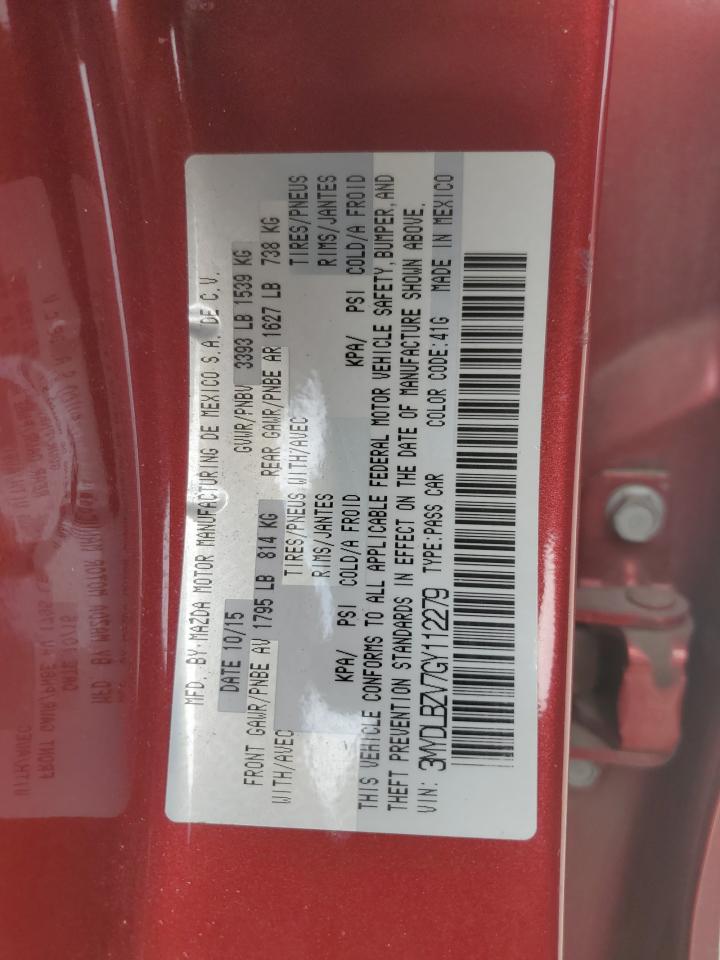 MFD. BY:MAZDA MOTOR MANUFACTURING DE MEXICO S.A. DE C.V.
DATE 10/15 GVWR/PNBV 3393 LB 1539 KG
FRONT GAWR/PNBE AV 1795 LB 814 KG REAR GAWR/PNBE AR 1627 LB 738 KG
WITH/AVEC TIRES/PNEUS WITH/AVEC TIRES/PNEUS
RIMS/JANTES RIMS/JANTES
KPA/ PSI COLD/A FROID KPA/ PSI COLD/A FROID
THIS VEHICLE CONFORMS TO ALL APPLICABLE FEDERAL MOTOR VEHICLE SAFETY,BUMPER,AND
THEFT PREVENTION STANDARDS IN EFFECT ON THE DATE OF MANUFACTURE SHOWN ABOVE.
VIN: 3MYDLBZV7GY112279 TYPE:PASS CAR COLOR CODE:41G MADE IN MEXICO